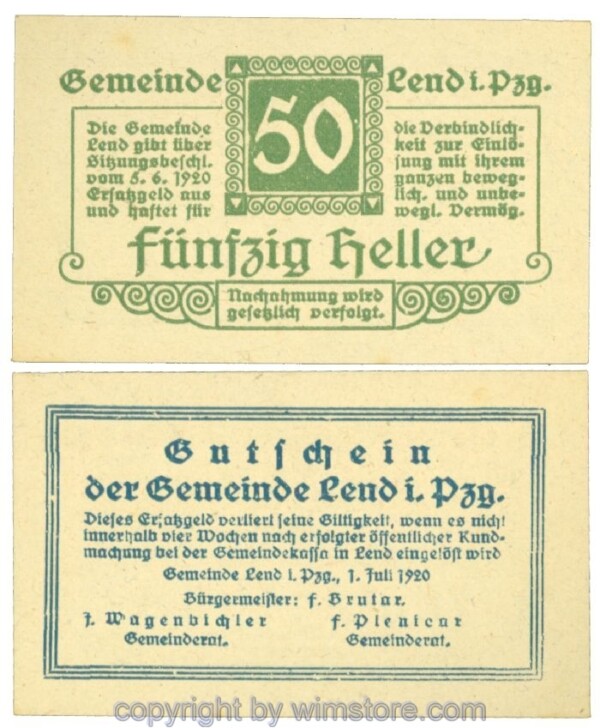 Gemeinde 50 Lend i. Pzg.
Die Gemeinde
Lend gibt über
Sitzungsbeschl.
vom 5. 6. 1920
Ersatzgeld aus
und haftet für
die Verbindlich-
keit zur Einlö-
sung mit ihrem
ganzen beweg-
lich. und unbe-
wegl. Vermög.
fünfzig Heller
Nachahmung wird
gesetzlich verfolgt.
Gutschein
der Gemeinde Lend i. Pzg.
Dieses Ersatzgeld verliert seine Giltigkeit, wenn es nicht
innerhalb vier Wochen nach erfolgter öffentlicher Kund-
machung bei der Gemeindekassa in Lend eingelöst wird
Gemeinde Lend i. Pzg., 1. Juli 1920
Bürgermeister: F. Brutar.
J. Wagenbichler F. Plenicar
Gemeinderat. Gemeinderat.
copyright by wimstore.com